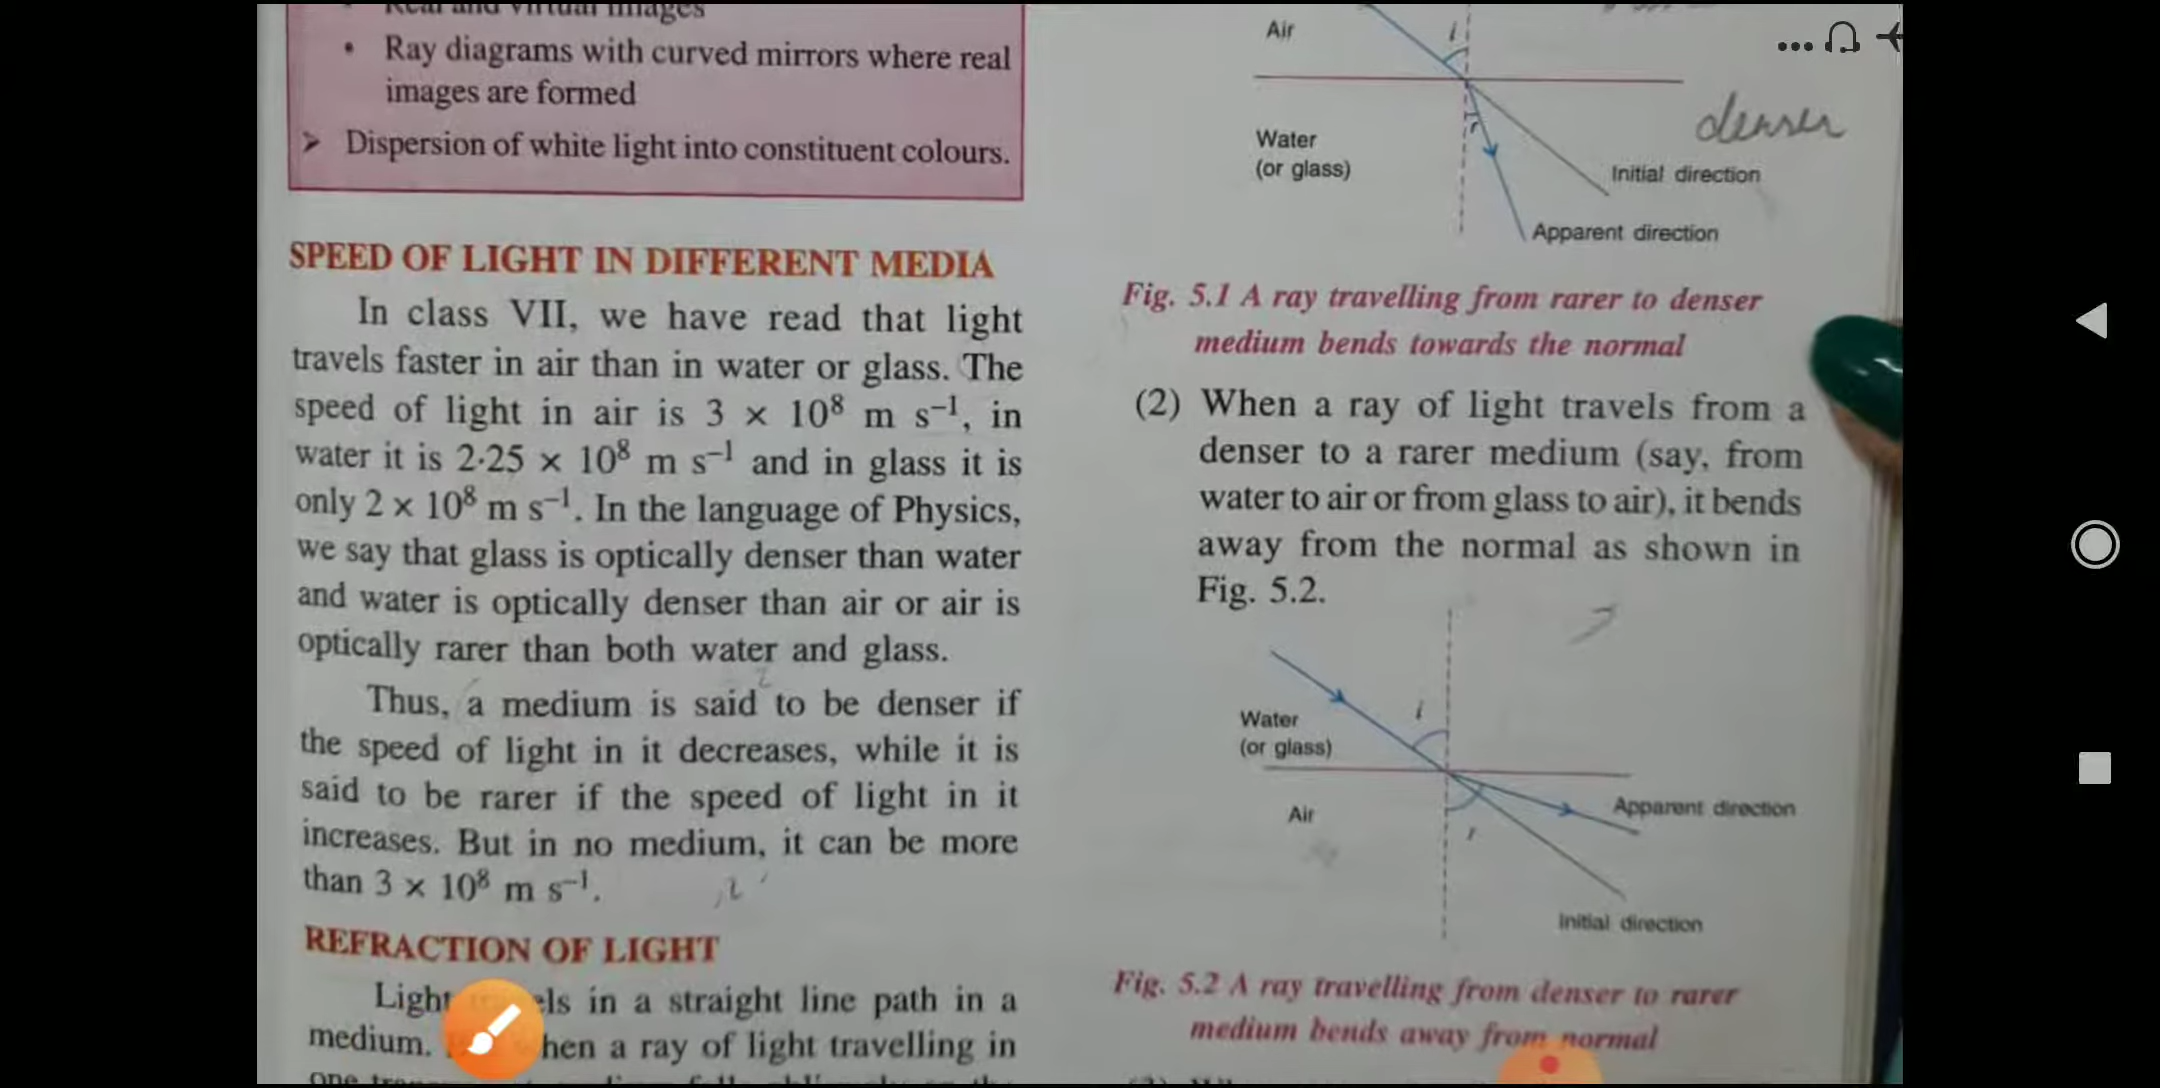 Real and virtual images
• Ray diagrams with curved mirrors where real
images are formed
➤ Dispersion of white light into constituent colours.
SPEED OF LIGHT IN DIFFERENT MEDIA
In class VII, we have read that light
travels faster in air than in water or glass. The
speed of light in air is 3 × 10⁸ m s⁻¹, in
water it is 2·25 × 10⁸ m s⁻¹ and in glass it is
only 2 × 10⁸ m s⁻¹. In the language of Physics,
we say that glass is optically denser than water
and water is optically denser than air or air is
optically rarer than both water and glass.
Thus, a medium is said to be denser if
the speed of light in it decreases, while it is
said to be rarer if the speed of light in it
increases. But in no medium, it can be more
than 3 × 10⁸ m s⁻¹.
REFRACTION OF LIGHT
Light in a straight line path in a
medium. a ray of light travelling in
Air
i
denser
Water
(or glass)
r
Initial direction
Apparent direction
Fig. 5.1 A ray travelling from rarer to denser
medium bends towards the normal
(2) When a ray of light travels from a
denser to a rarer medium (say, from
water to air or from glass to air), it bends
away from the normal as shown in
Fig. 5.2.
i
Water
(or glass)
Air
Apparent direction
r
Initial direction
Fig. 5.2 A ray travelling from denser to rarer
medium bends away from normal